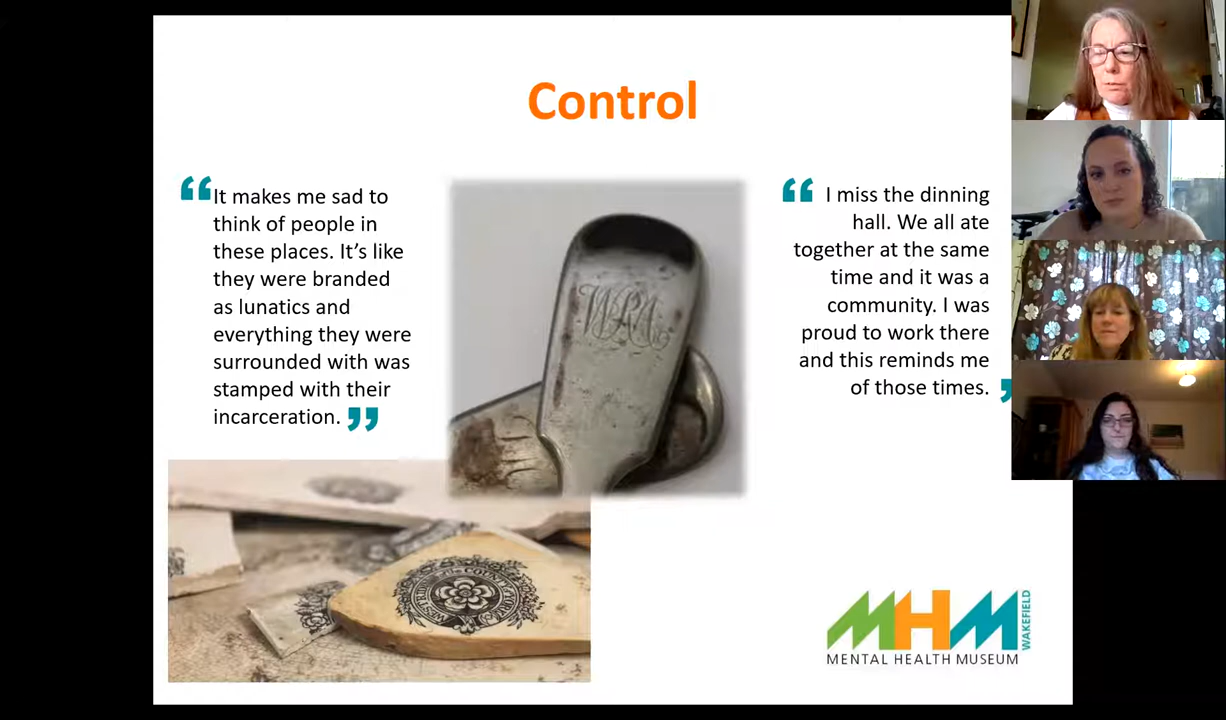 Control
“It makes me sad to
think of people in
these places. It’s like
they were branded
as lunatics and
everything they were
surrounded with was
stamped with their
incarceration.”
“I miss the dinning
hall. We all ate
together at the same
time and it was a
community. I was
proud to work there
and this reminds me
of those times.”
MHM
WAKEFIELD
MENTAL HEALTH MUSEUM